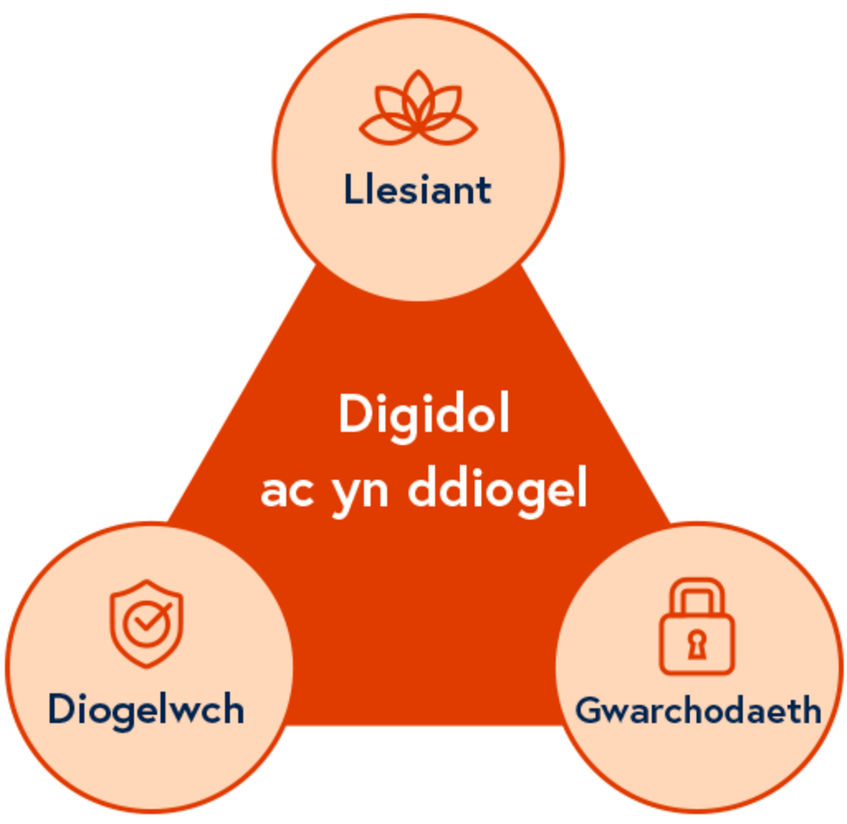 Llesiant
Digidol
ac yn ddiogel
Diogelwch
Gwarchodaeth